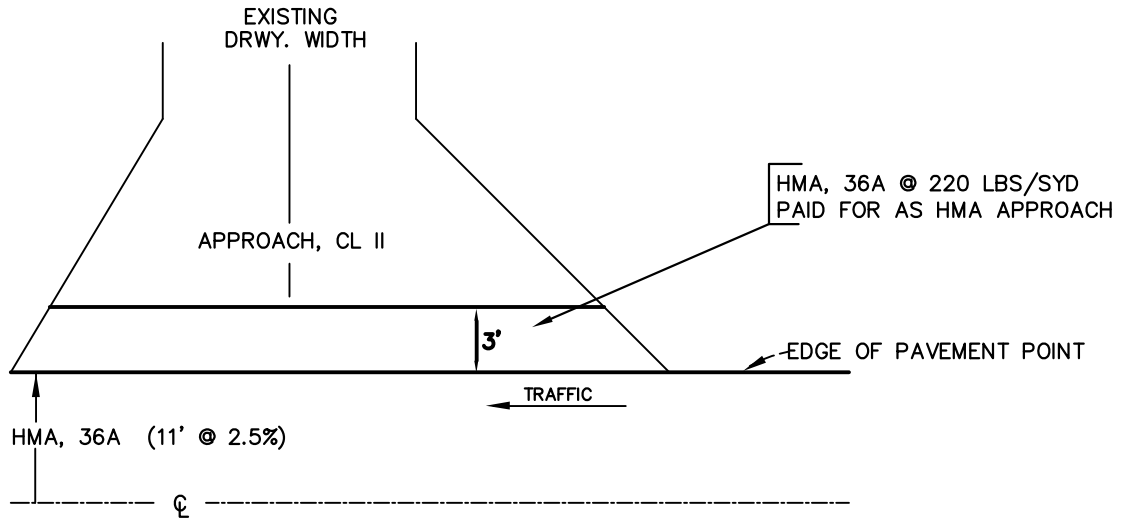 EXISTING
DRWY. WIDTH
HMA, 36A @ 220 LBS/SYD
PAID FOR AS HMA APPROACH
APPROACH, CL II
3'
EDGE OF PAVEMENT POINT
TRAFFIC
HMA, 36A (11' @ 2.5%)
℄